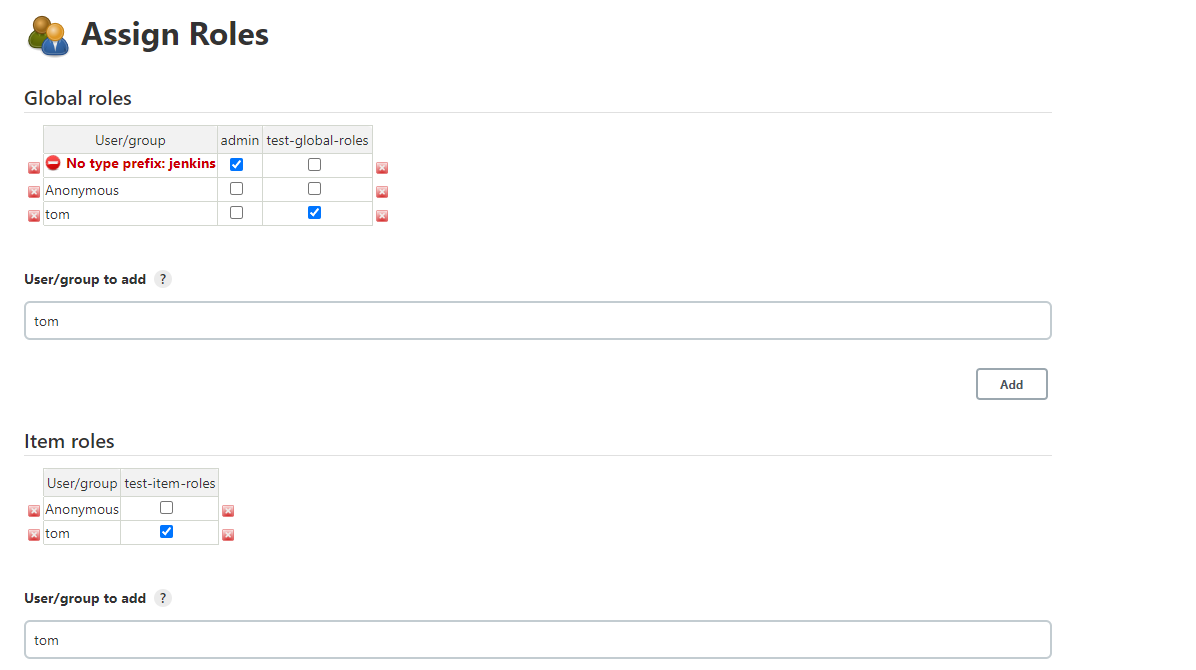 Assign Roles
Global roles
User/group admin test-global-roles
No type prefix: jenkins
Anonymous
tom
User/group to add ?
tom
Add
Item roles
User/group test-item-roles
Anonymous
tom
User/group to add ?
tom